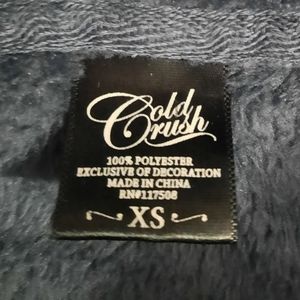 Cold
Crush
100% POLYESTER
EXCLUSIVE OF DECORATION
MADE IN CHINA
RN#117508
XS